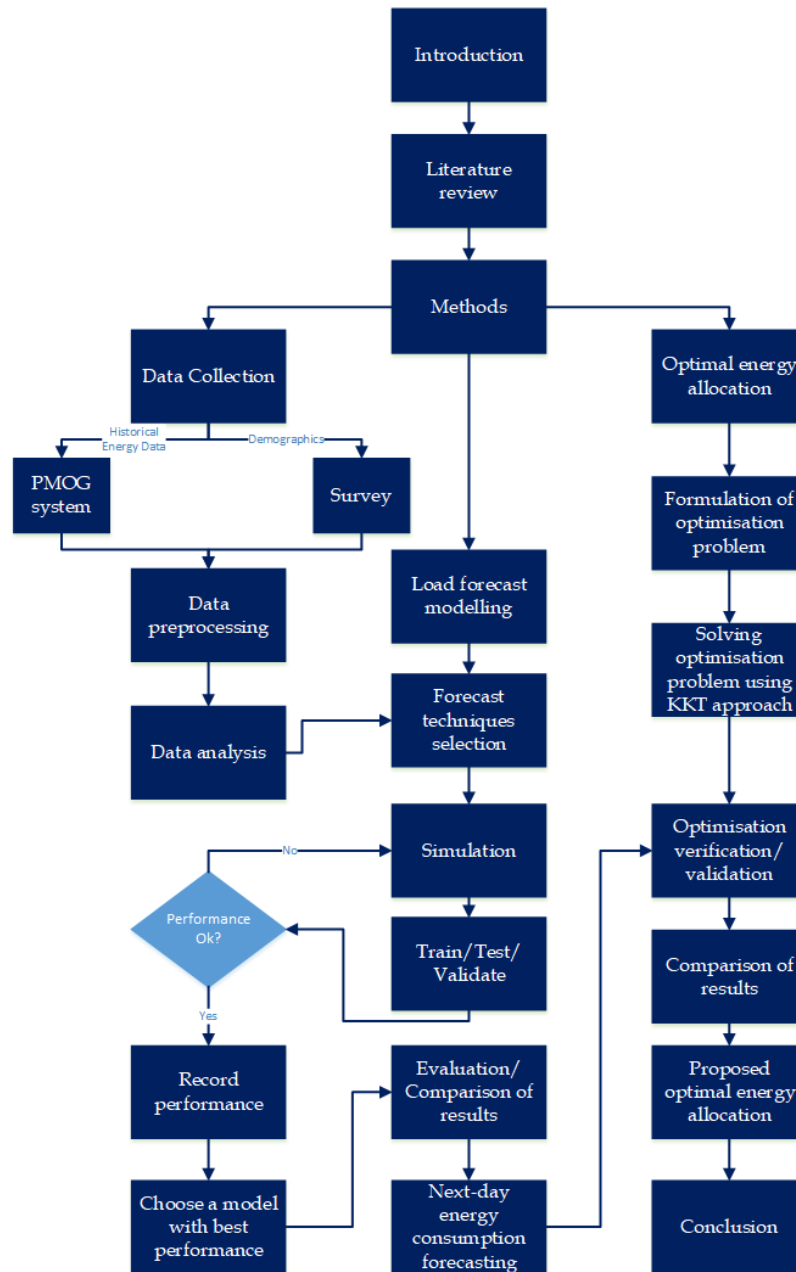 Introduction
Literature
review
Methods
Data Collection
Optimal energy
allocation
Historical
Energy Data
Demographics
PMOG
system
Survey
Formulation of
optimisation
problem
Data
preprocessing
Load forecast
modelling
Solving
optimisation
problem using
KKT approach
Data analysis
Forecast
techniques
selection
No
Simulation
Optimisation
verification/
validation
Performance
Ok?
Train/Test/
Validate
Comparison of
results
Yes
Record
performance
Evaluation/
Comparison of
results
Proposed
optimal energy
allocation
Choose a model
with best
performance
Next-day
energy
consumption
forecasting
Conclusion